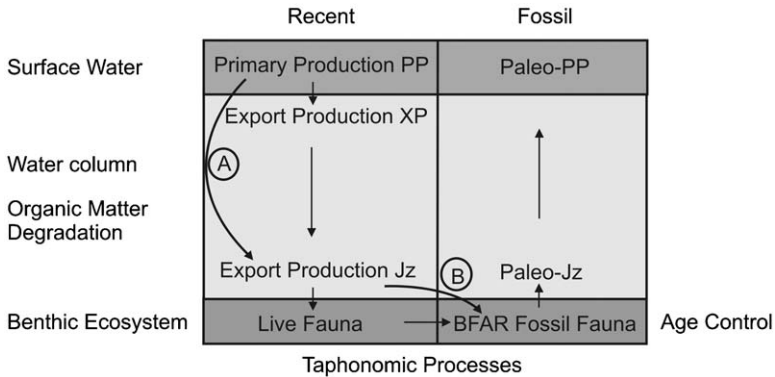 Recent
Fossil
Surface Water
Primary Production PP
Paleo-PP
Export Production XP
Water column
A
Organic Matter
Degradation
Export Production Jz
B
Paleo-Jz
Benthic Ecosystem
Live Fauna
BFAR Fossil Fauna
Age Control
Taphonomic Processes